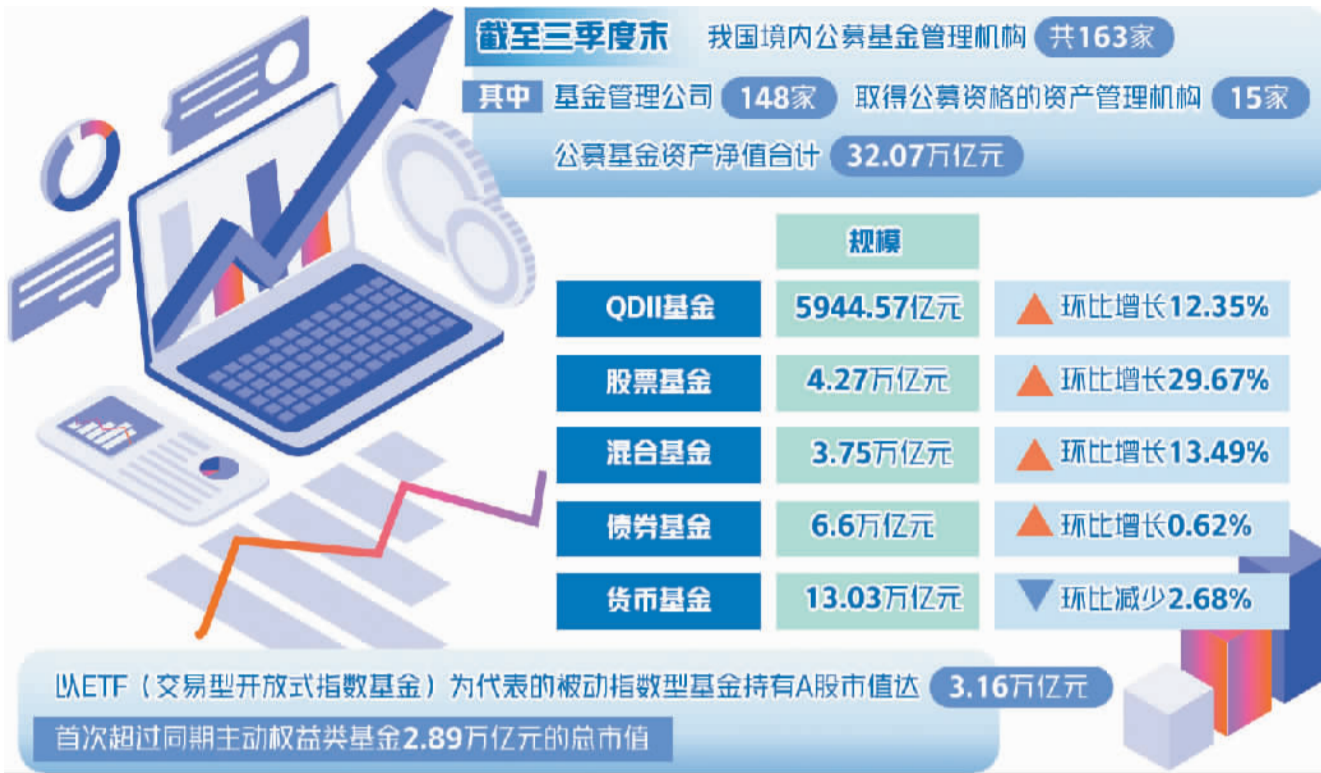 截至三季度末 我国境内公募基金管理机构 共163家
其中 基金管理公司 148家 取得公募资格的资产管理机构 15家
公募基金资产净值合计 32.07万亿元
规模
QDII基金 5944.57亿元 环比增长12.35%
股票基金 4.27万亿元 环比增长29.67%
混合基金 3.75万亿元 环比增长13.49%
债券基金 6.6万亿元 环比增长0.62%
货币基金 13.03万亿元 环比减少2.68%
以ETF（交易型开放式指数基金）为代表的被动指数型基金持有A股市值达 3.16万亿元
首次超过同期主动权益类基金2.89万亿元的总市值